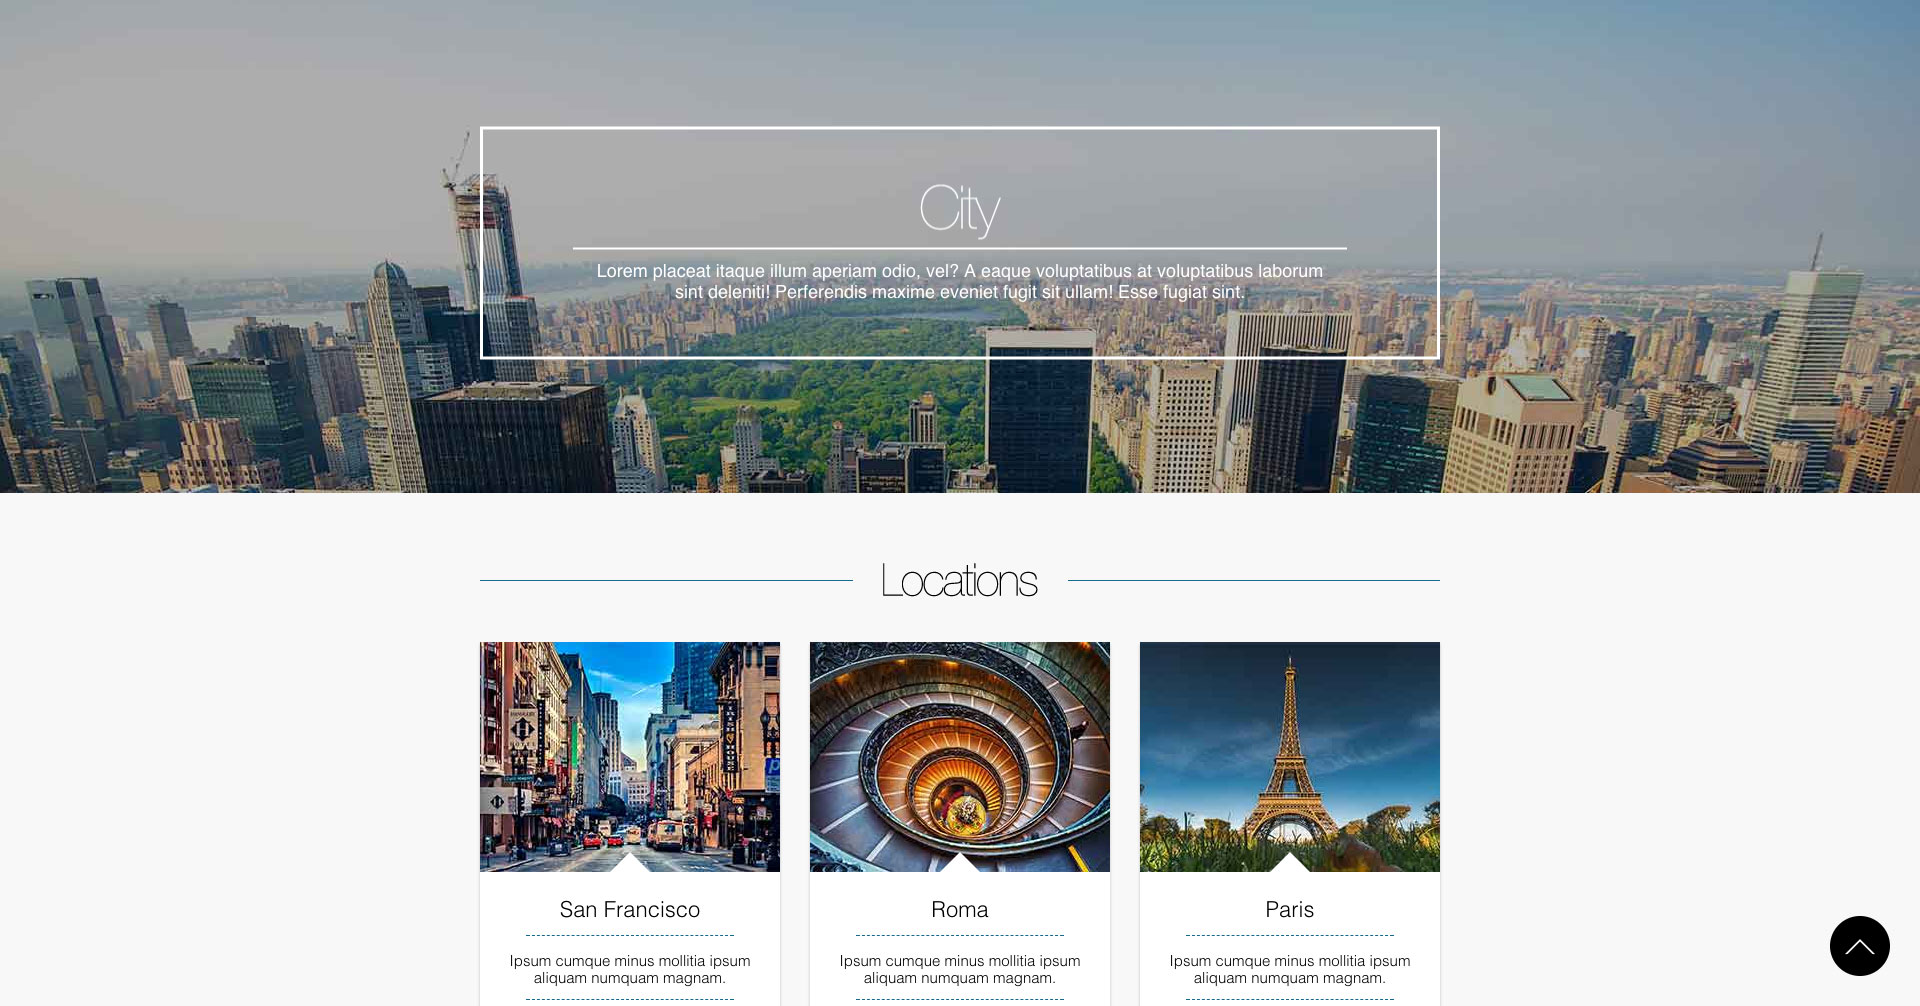 City
Lorem placeat itaque illum aperiam odio, vel? A eaque voluptatibus at voluptatibus laborum
sint deleniti! Perferendis maxime eveniet fugit sit ullam! Esse fugiat sint.
Locations
San Francisco
Ipsum cumque minus mollitia ipsum
aliquam numquam magnam.
Roma
Ipsum cumque minus mollitia ipsum
aliquam numquam magnam.
Paris
Ipsum cumque minus mollitia ipsum
aliquam numquam magnam.